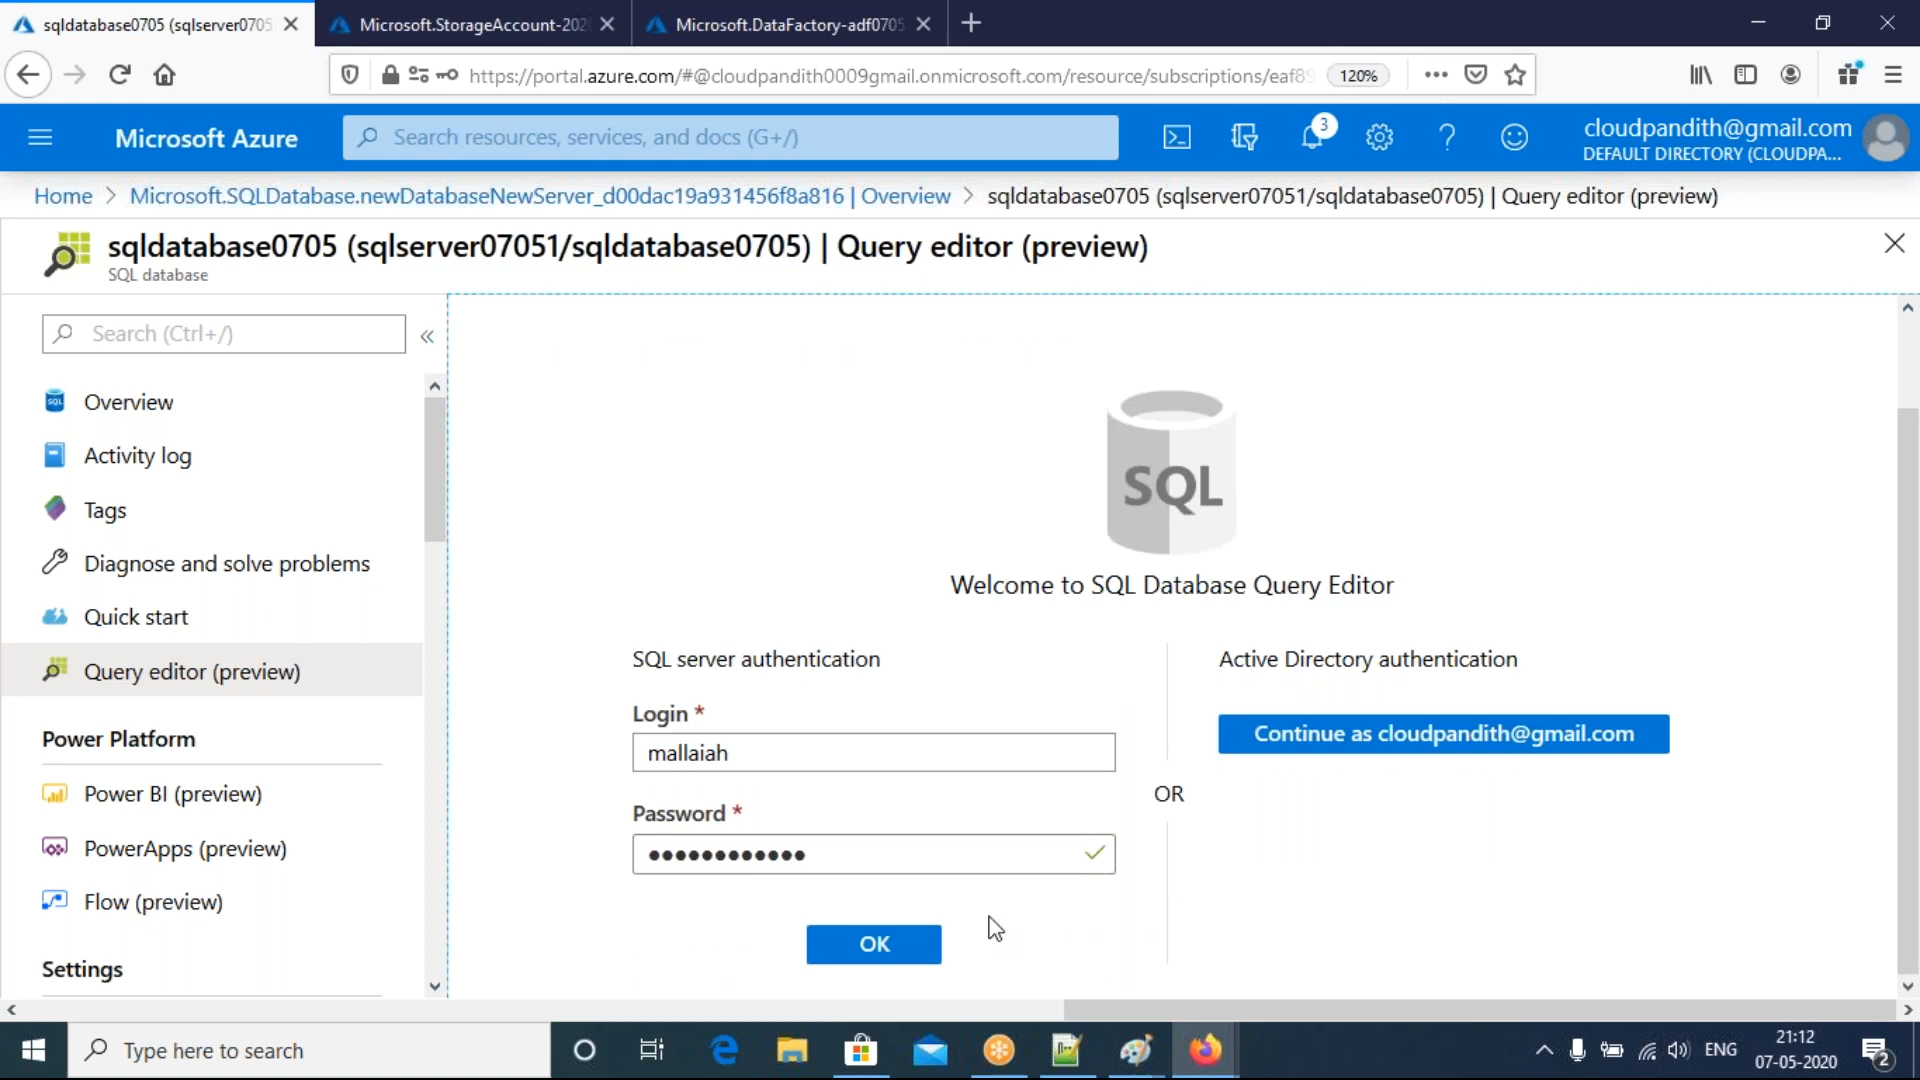 sqldatabase0705 (sqlserver0705
Microsoft.StorageAccount-202
Microsoft.DataFactory-adf0705
https://portal.azure.com/#@cloudpandith0009gmail.onmicrosoft.com/resource/subscriptions/eaf89
120%
Microsoft Azure
Search resources, services, and docs (G+/)
3
cloudpandith@gmail.com
DEFAULT DIRECTORY (CLOUDPA...
Home > Microsoft.SQLDatabase.newDatabaseNewServer_d00dac19a931456f8a816 | Overview > sqldatabase0705 (sqlserver07051/sqldatabase0705) | Query editor (preview)
sqldatabase0705 (sqlserver07051/sqldatabase0705) | Query editor (preview)
SQL database
Search (Ctrl+/)
«
Overview
Activity log
Tags
Diagnose and solve problems
Quick start
Query editor (preview)
Power Platform
Power BI (preview)
PowerApps (preview)
Flow (preview)
Settings
SQL
Welcome to SQL Database Query Editor
SQL server authentication
Login *
mallaiah
Password *
••••••••••••
OK
OR
Active Directory authentication
Continue as cloudpandith@gmail.com
Type here to search
ENG
21:12
07-05-2020
2